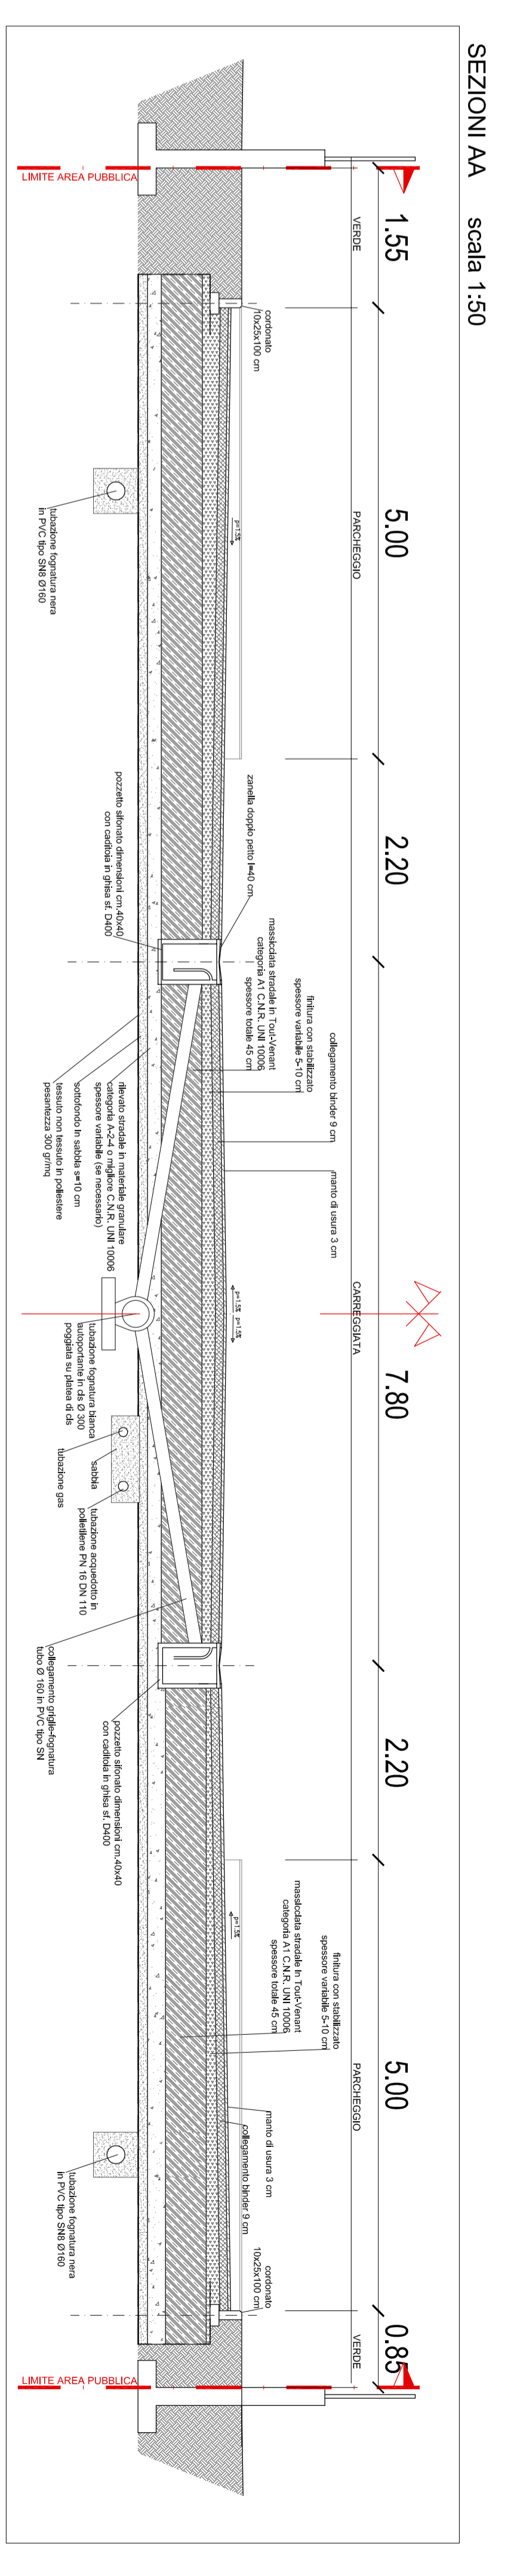 SEZIONI AA scala 1:50
1.55
5.00
2.20
7.80
2.20
5.00
0.85
VERDE
PARCHEGGIO
CARREGGIATA
PARCHEGGIO
VERDE
LIMITE AREA PUBBLICA
cordonato
10x25x100 cm
p=1.5%
tubazione fognatura nera
in PVC tipo SN8 Ø160
zanella doppio petto l=40 cm
pozzetto sifonato dimensioni cm.40x40
con caditoia in ghisa sf. D400
massicciata stradale in Tout-Venant
categoria A1 C.N.R. UNI 10006
spessore totale 45 cm
finitura con stabilizzato
spessore variabile 5-10 cm
collegamento binder 9 cm
manto di usura 3 cm
rilevato stradale in materiale granulare
categoria A-2-4 o migliore C.N.R. UNI 10006
spessore variabile (se necessario)
sottofondo in sabbia s=10 cm
tessuto non tessuto in poliestere
pesantezza 300 gr/mq
p=1.5% p=1.5%
tubazione fognatura bianca
autoportante in cls Ø 300
poggiata su platea di cls
sabbia
tubazione gas
tubazione acquedotto in
polietilene PN 16 DN 110
collegamento griglie-fognatura
tubo Ø 160 in PVC tipo SN
pozzetto sifonato dimensioni cm.40x40
con caditoia in ghisa sf. D400
p=1.5%
massicciata stradale in Tout-Venant
categoria A1 C.N.R. UNI 10006
spessore totale 45 cm
finitura con stabilizzato
spessore variabile 5-10 cm
manto di usura 3 cm
collegamento binder 9 cm
tubazione fognatura nera
in PVC tipo SN8 Ø160
cordonato
10x25x100 cm
LIMITE AREA PUBBLICA